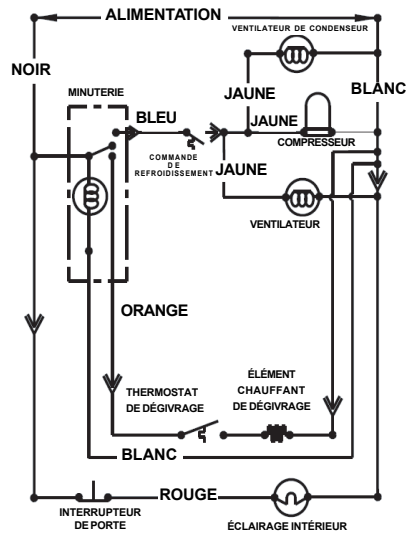 ALIMENTATION
VENTILATEUR DE CONDENSEUR
NOIR
BLANC
MINUTERIE
JAUNE
BLEU
JAUNE
COMPRESSEUR
COMMANDE
DE
REFROIDISSEMENT
JAUNE
VENTILATEUR
ORANGE
THERMOSTAT
DE DÉGIVRAGE
ÉLÉMENT
CHAUFFANT
DE DÉGIVRAGE
BLANC
ROUGE
INTERRUPTEUR
DE PORTE
ÉCLAIRAGE INTÉRIEUR